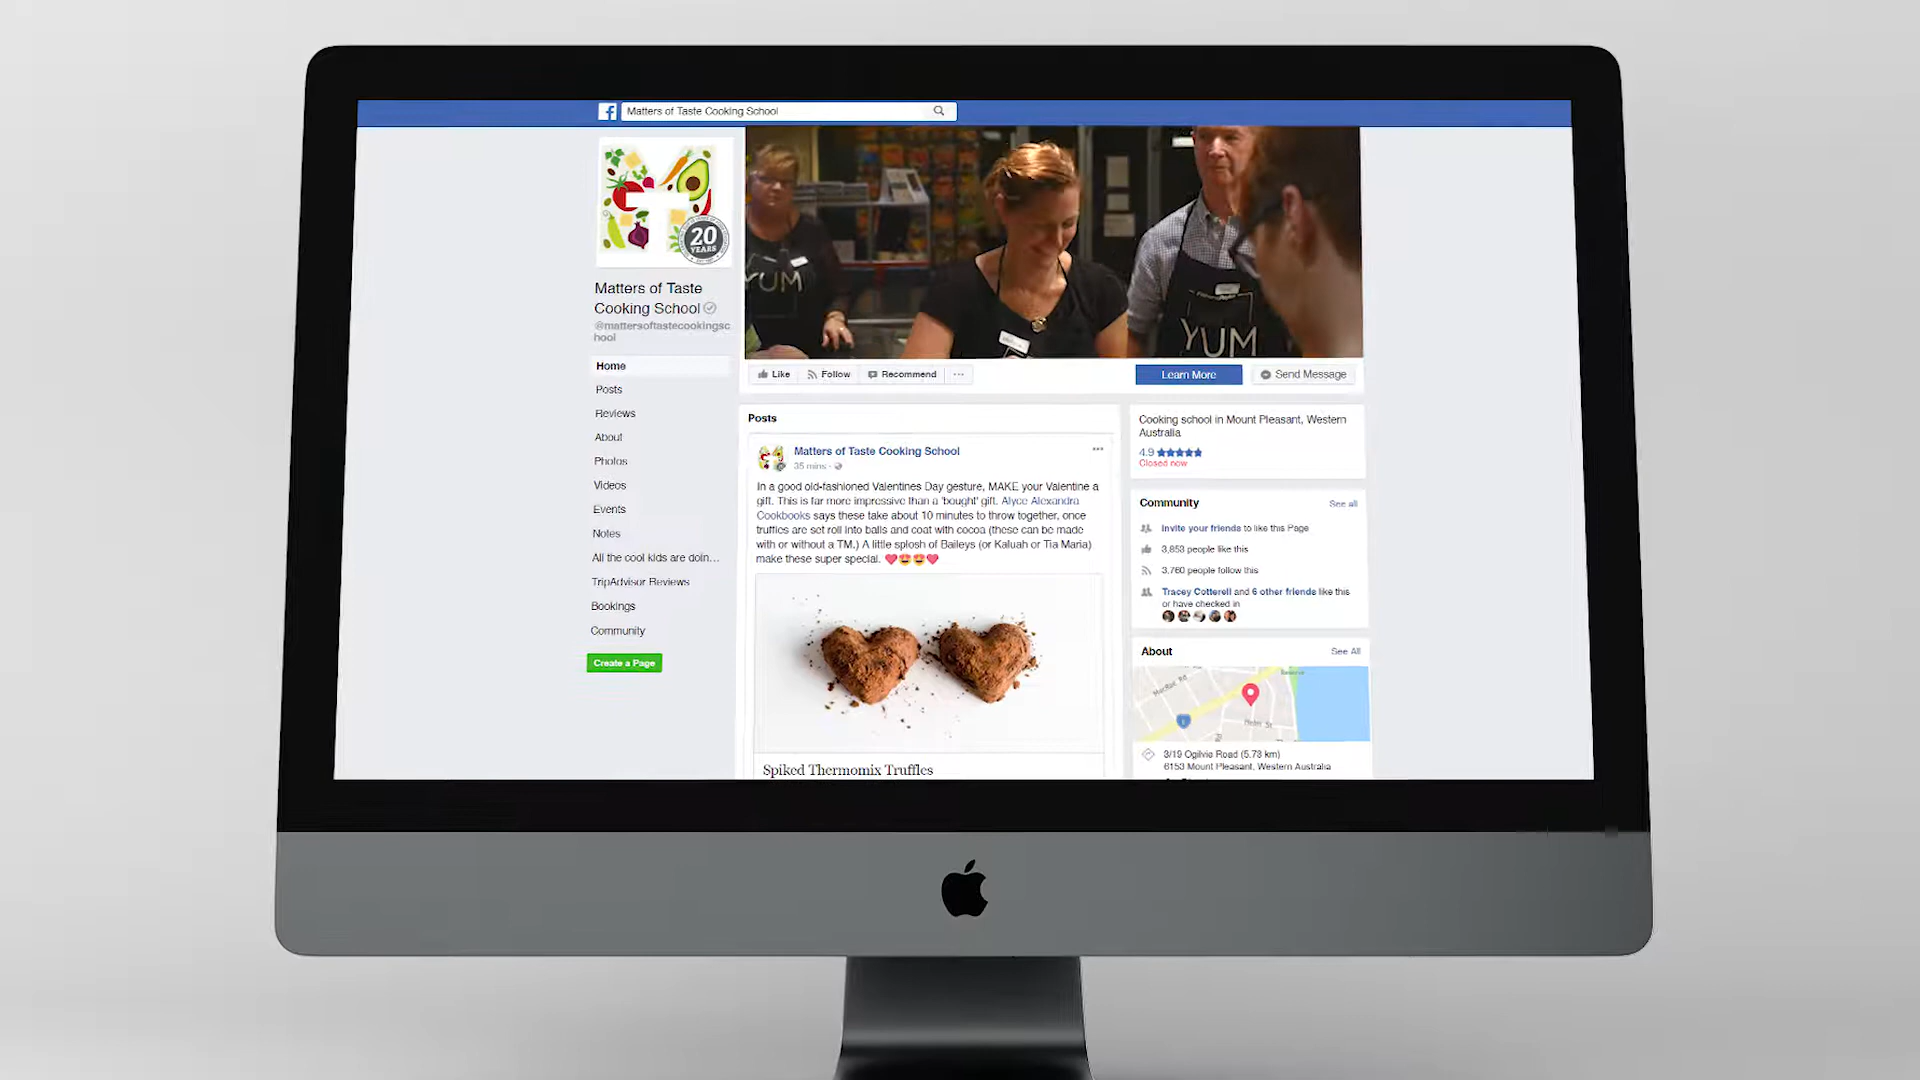 Matters of Taste Cooking School
20
YEARS
Matters of Taste
Cooking School
@mattersoftastecookingsc
hool
Home
Posts
Reviews
About
Photos
Videos
Events
Notes
All the cool kids are doin...
TripAdvisor Reviews
Bookings
Community
Create a Page
YUM
YUM
Like
Follow
Recommend
Learn More
Send Message
Posts
Matters of Taste Cooking School
35 mins ·
In a good old-fashioned Valentines Day gesture, MAKE your Valentine a
gift. This is far more impressive than a 'bought' gift. Alyce Alexandra
Cookbooks says these take about 10 minutes to throw together, once
truffles are set roll into balls and coat with cocoa (these can be made
with or without a TM.) A little splosh of Baileys (or Kaluah or Tia Maria)
make these super special. 💗😍😍💗
Spiked Thermomix Truffles
Cooking school in Mount Pleasant, Western
Australia
4.9 ★★★★★
Closed now
Community
See all
Invite your friends to like this Page
3,853 people like this
3,760 people follow this
Tracey Cotterell and 6 other friends like this
or have checked in
About
See All
MacRae Rd
Helm St
3/19 Ogilvie Road (5.73 km)
6153 Mount Pleasant, Western Australia